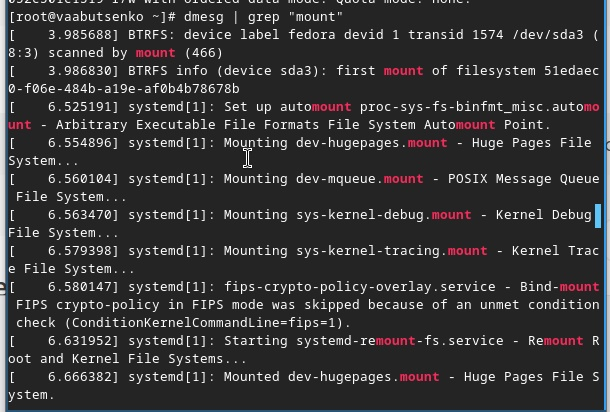 [root@vaabutsenko ~]# dmesg | grep "mount"
[    3.985688] BTRFS: device label fedora devid 1 transid 1574 /dev/sda3 (
8:3) scanned by mount (466)
[    3.986830] BTRFS info (device sda3): first mount of filesystem 51edaec
0-f06e-484b-a19e-af0b4b78678b
[    6.525191] systemd[1]: Set up automount proc-sys-fs-binfmt_misc.automo
unt - Arbitrary Executable File Formats File System Automount Point.
[    6.554896] systemd[1]: Mounting dev-hugepages.mount - Huge Pages File
System...
[    6.560104] systemd[1]: Mounting dev-mqueue.mount - POSIX Message Queue
 File System...
[    6.563470] systemd[1]: Mounting sys-kernel-debug.mount - Kernel Debug
File System...
[    6.579398] systemd[1]: Mounting sys-kernel-tracing.mount - Kernel Trac
e File System...
[    6.580147] systemd[1]: fips-crypto-policy-overlay.service - Bind-mount
 FIPS crypto-policy in FIPS mode was skipped because of an unmet condition
 check (ConditionKernelCommandLine=fips=1).
[    6.631952] systemd[1]: Starting systemd-remount-fs.service - Remount R
oot and Kernel File Systems...
[    6.666382] systemd[1]: Mounted dev-hugepages.mount - Huge Pages File S
ystem.